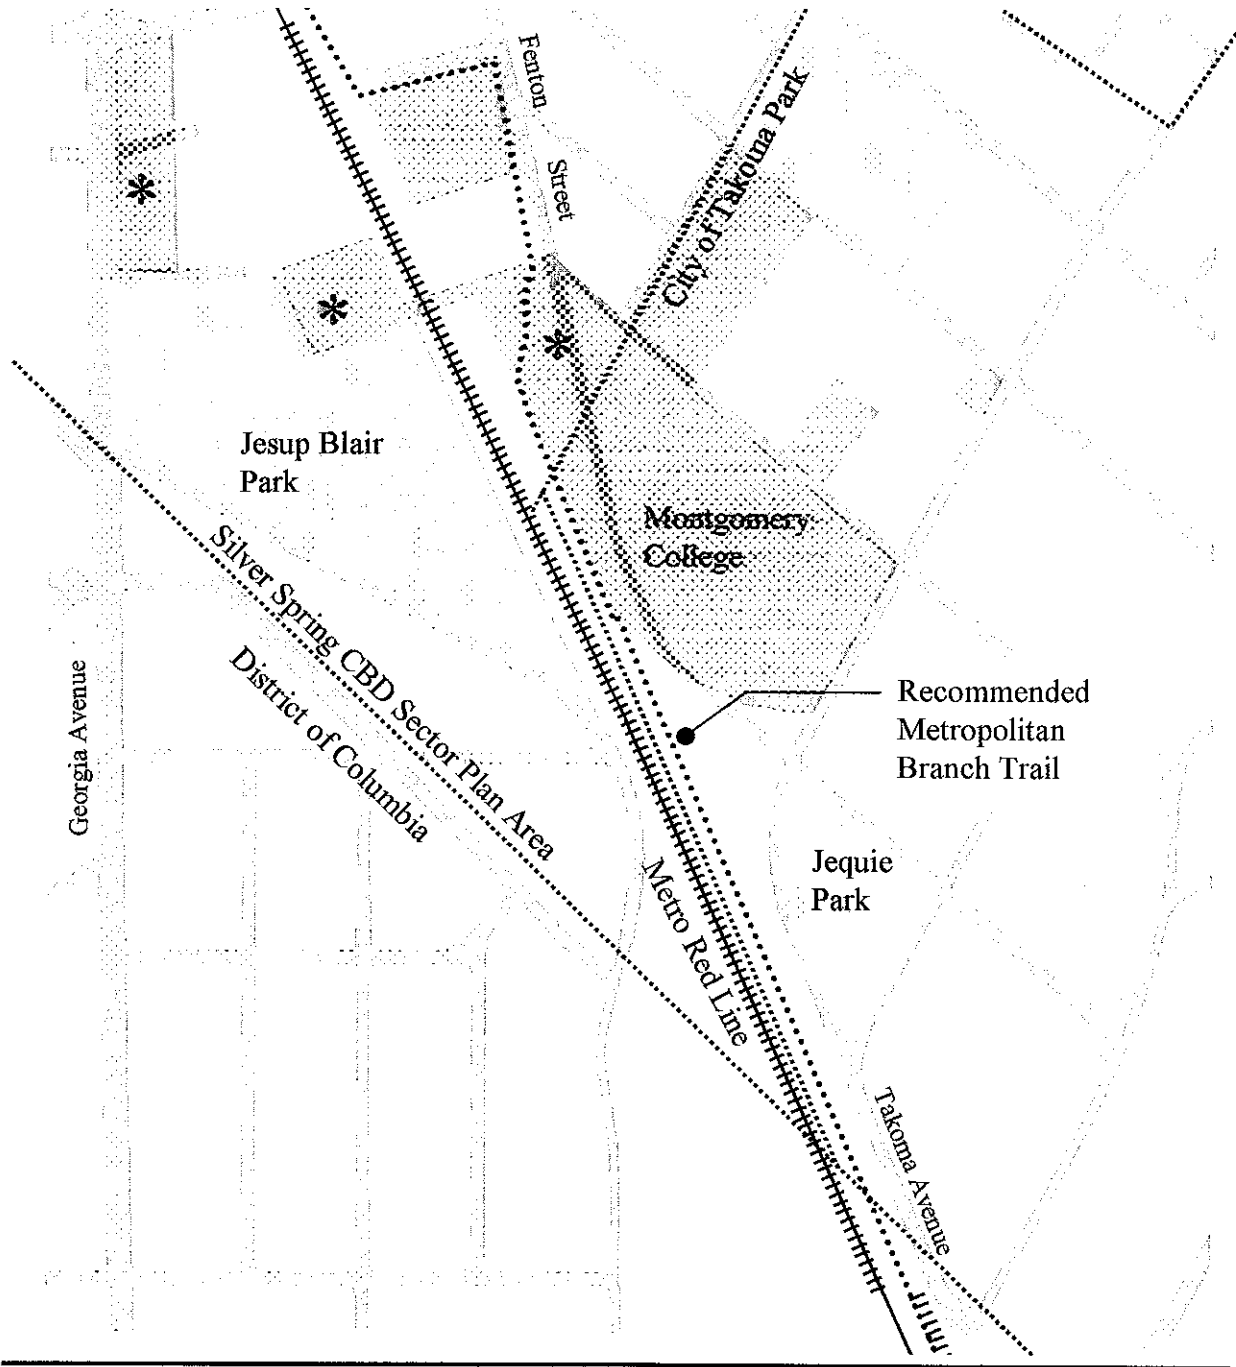 Fenton
Street
City of Takoma Park
Jesup Blair
Park
Montgomery
College
Silver Spring CBD Sector Plan Area
District of Columbia
Georgia Avenue
Recommended
Metropolitan
Branch Trail
Jequie
Park
Metro Red Line
Takoma Avenue